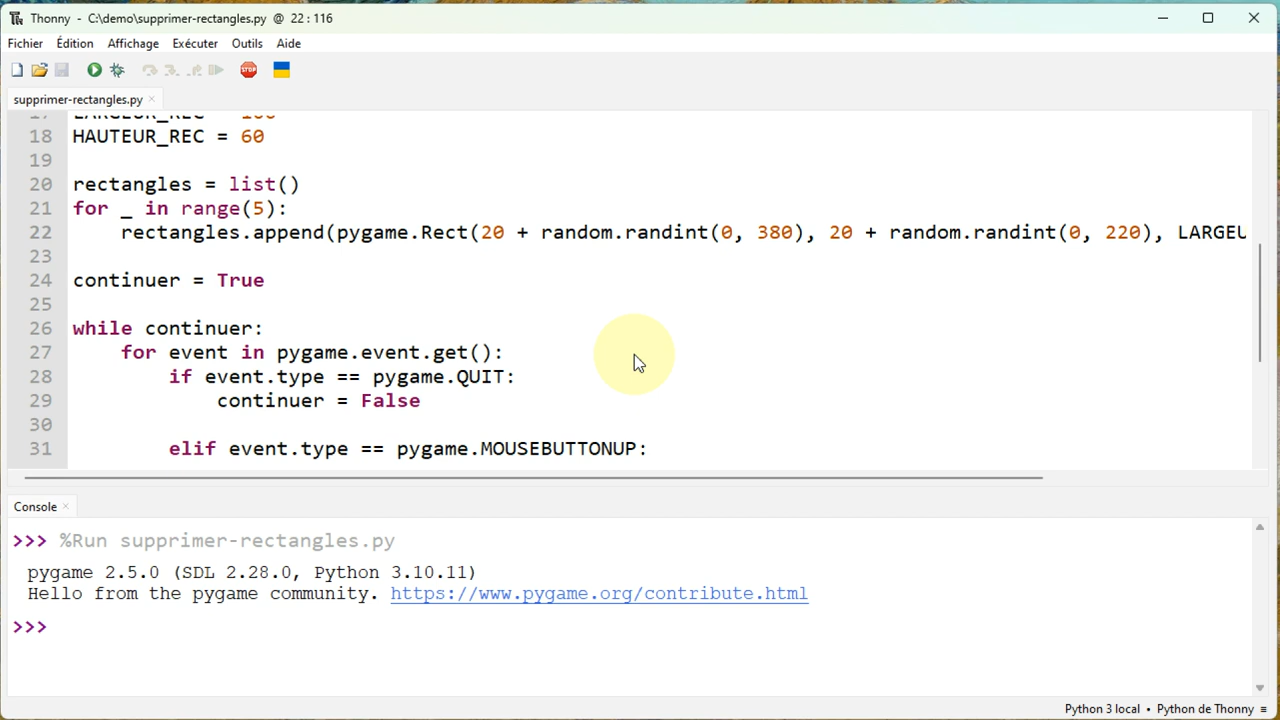 Thonny - C:\demo\supprimer-rectangles.py @ 22 : 116
Fichier Édition Affichage Exécuter Outils Aide
STOP
supprimer-rectangles.py ×
18 HAUTEUR_REC = 60
19
20 rectangles = list()
21 for _ in range(5):
22 rectangles.append(pygame.Rect(20 + random.randint(0, 380), 20 + random.randint(0, 220), LARGEU
23
24 continuer = True
25
26 while continuer:
27 for event in pygame.event.get():
28 if event.type == pygame.QUIT:
29 continuer = False
30
31 elif event.type == pygame.MOUSEBUTTONUP:
Console ×
>>> %Run supprimer-rectangles.py
pygame 2.5.0 (SDL 2.28.0, Python 3.10.11)
Hello from the pygame community. https://www.pygame.org/contribute.html
>>>
Python 3 local • Python de Thonny ≡